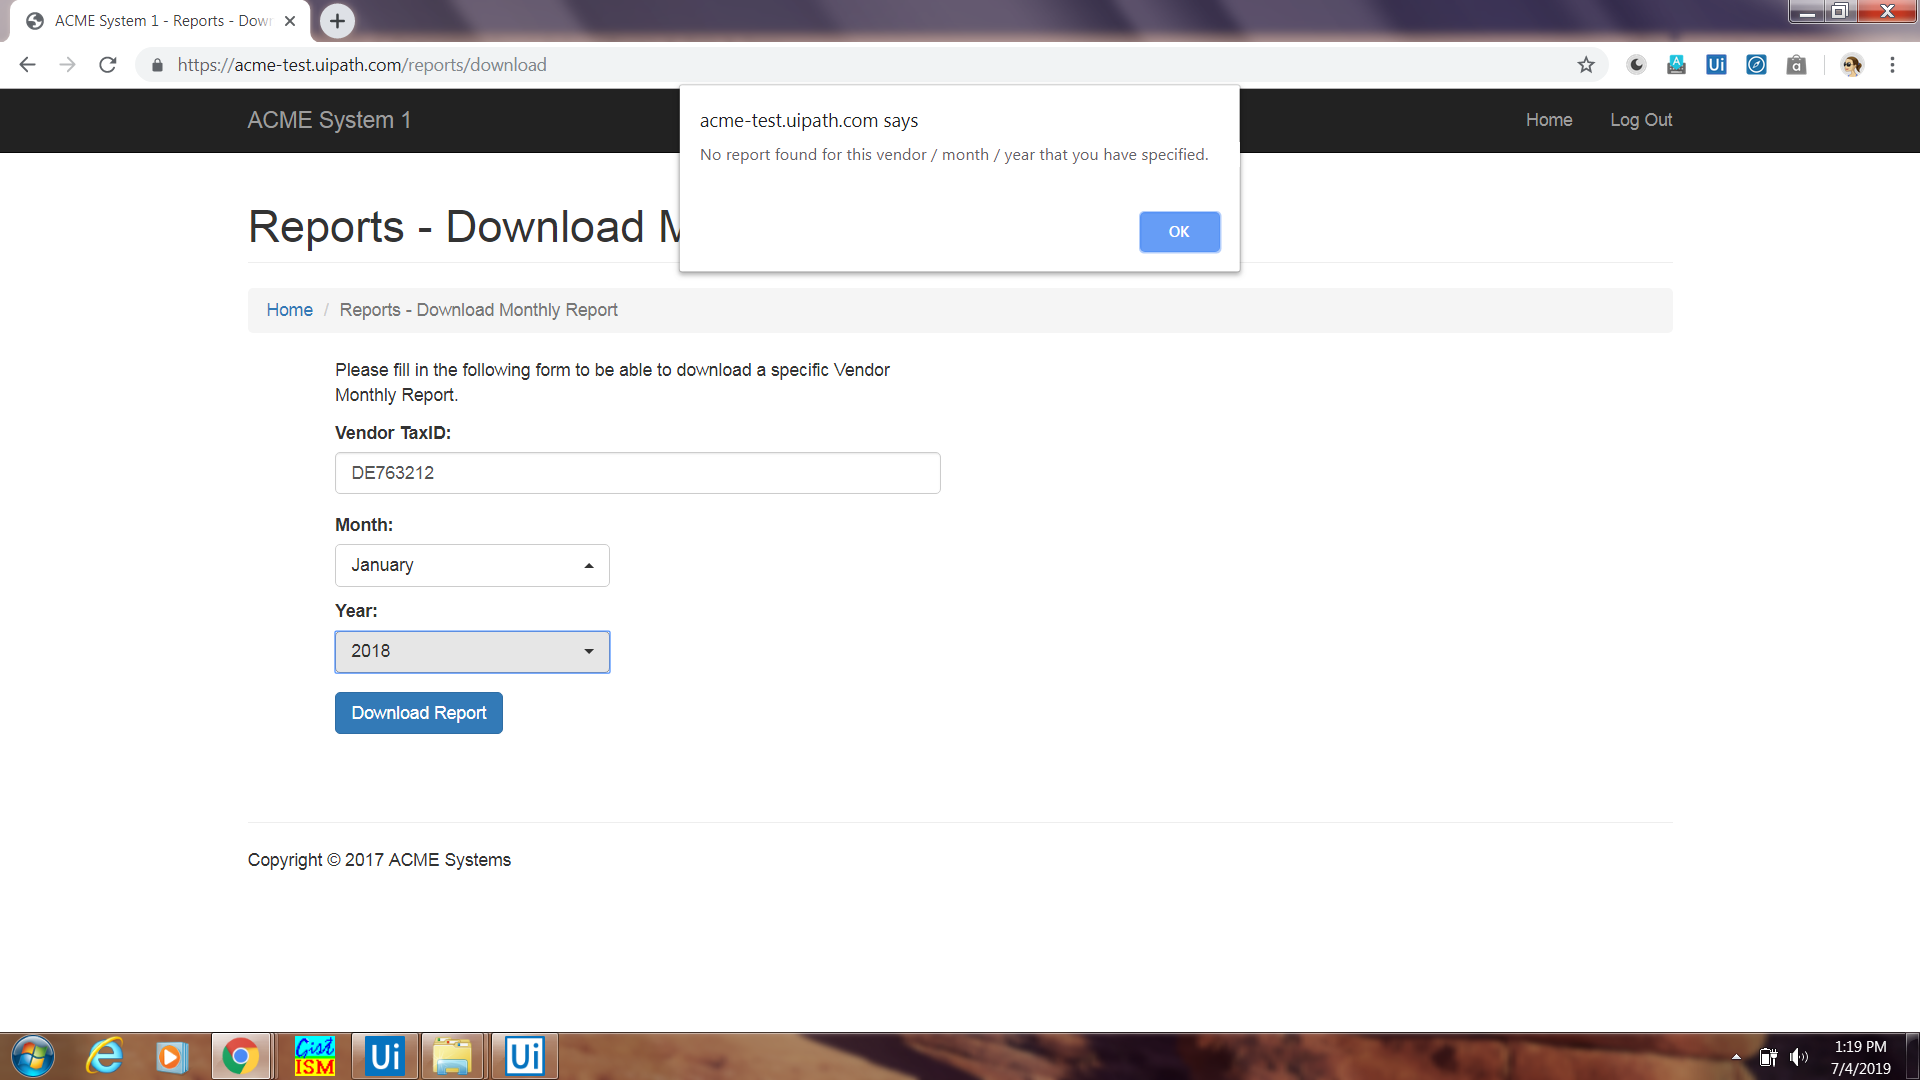 ACME System 1 - Reports - Dow
https://acme-test.uipath.com/reports/download
ACME System 1
Home
Log Out
acme-test.uipath.com says
No report found for this vendor / month / year that you have specified.
OK
Reports - Download M
Home / Reports - Download Monthly Report
Please fill in the following form to be able to download a specific Vendor
Monthly Report.
Vendor TaxID:
DE763212
Month:
January
Year:
2018
Download Report
Copyright © 2017 ACME Systems
Gist
ISM
Ui
Ui
1:19 PM
7/4/2019